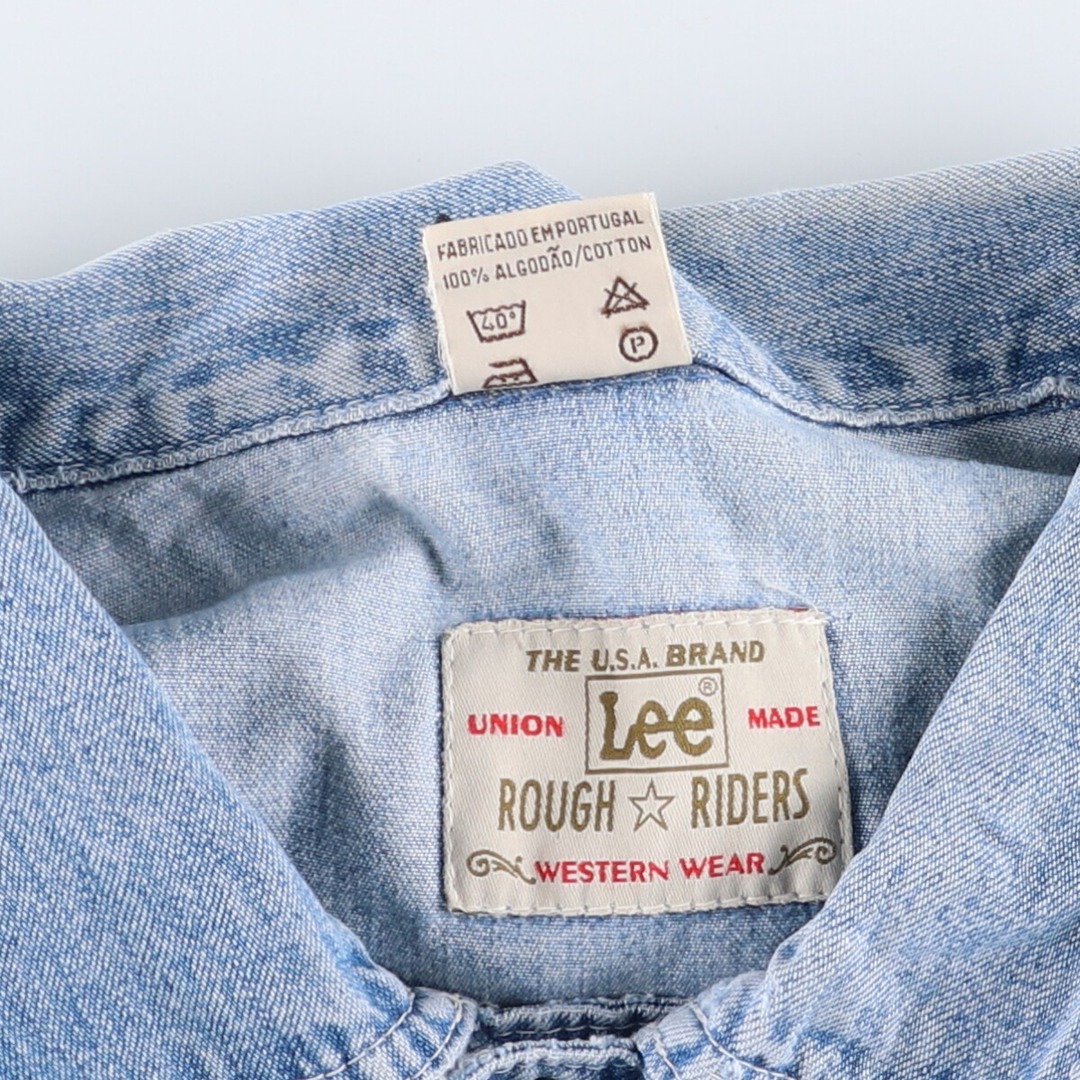 FABRICADO EM PORTUGAL
100% ALGODÃO/COTTON
40°
P
THE U.S.A. BRAND
UNION Lee® MADE
ROUGH ☆ RIDERS
WESTERN WEAR